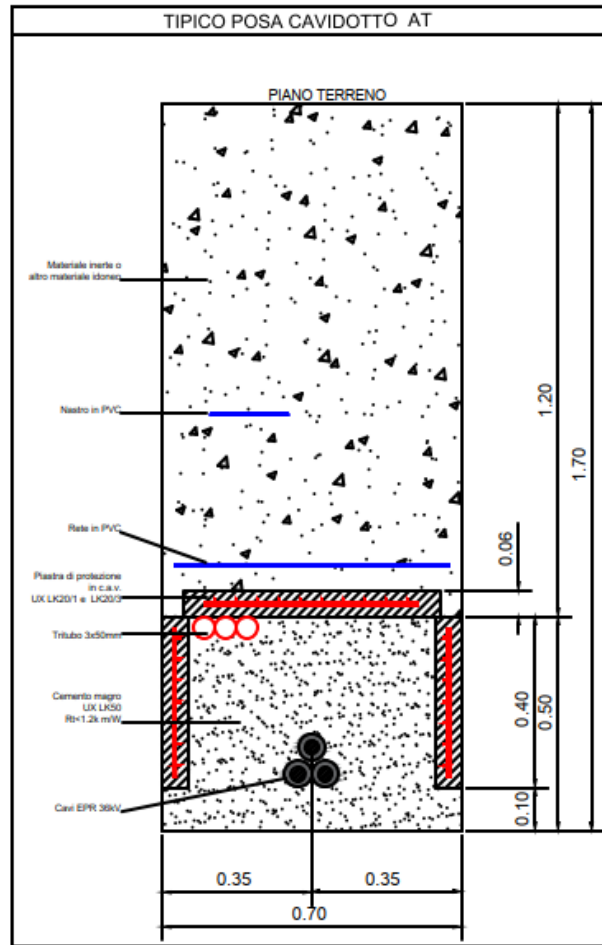 TIPICO POSA CAVIDOTTO AT
PIANO TERRENO
Materiale inerte o
altro materiale idoneo
Nastro in PVC
Rete in PVC
Piastra di protezione
in c.a.v.
UX LK20/1 e LK20/3
Tritubo 3x50mm
Cemento magro
UX LK50
Rt<1.2k m/W
Cavi EPR 36kV
1.20
1.70
0.06
0.40
0.50
0.10
0.35
0.35
0.70